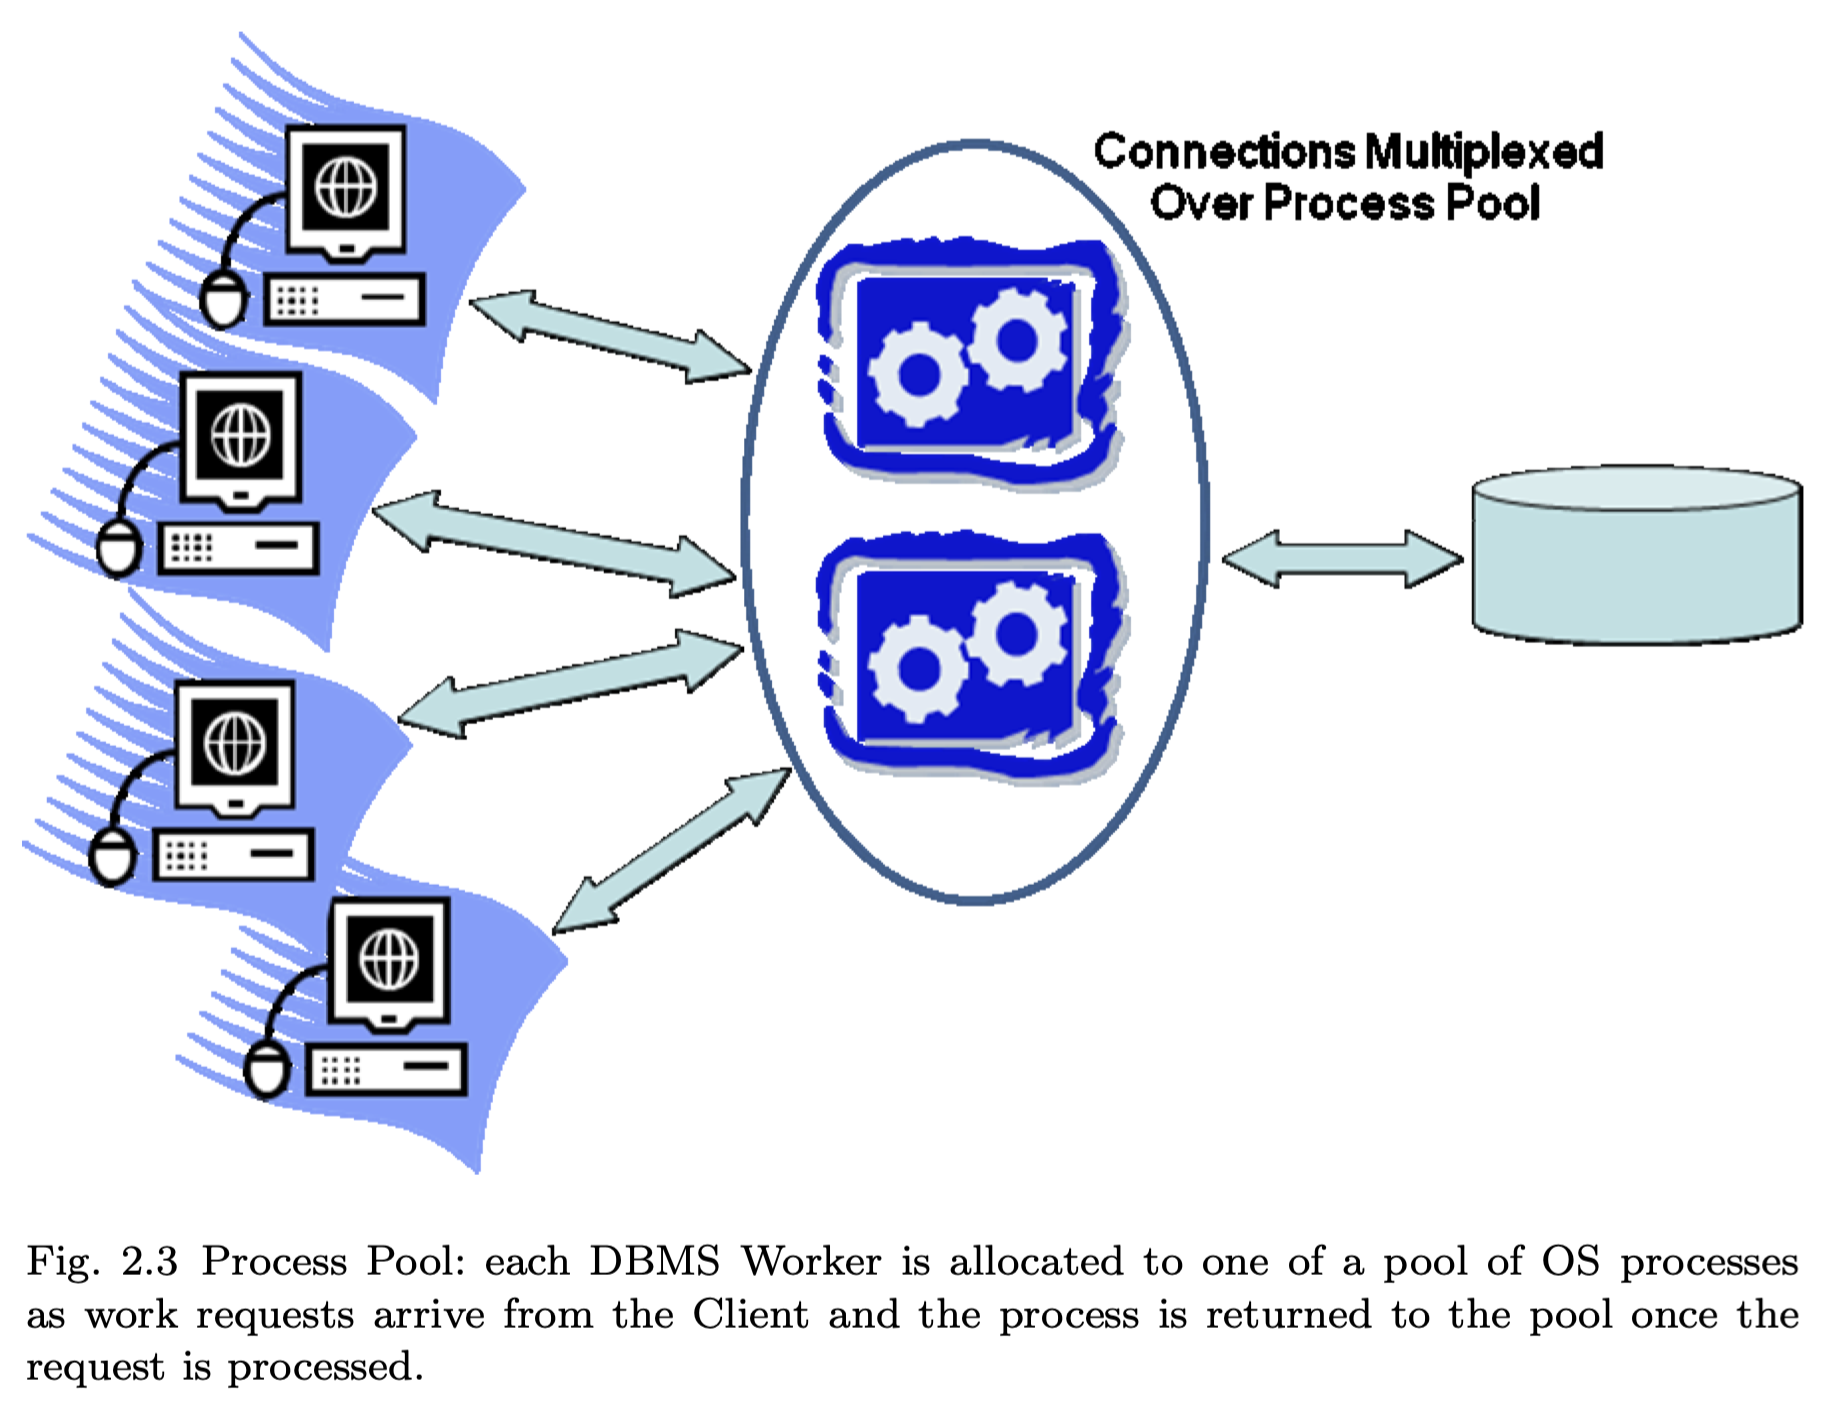 Connections Multiplexed
Over Process Pool
Fig. 2.3 Process Pool: each DBMS Worker is allocated to one of a pool of OS processes
as work requests arrive from the Client and the process is returned to the pool once the
request is processed.